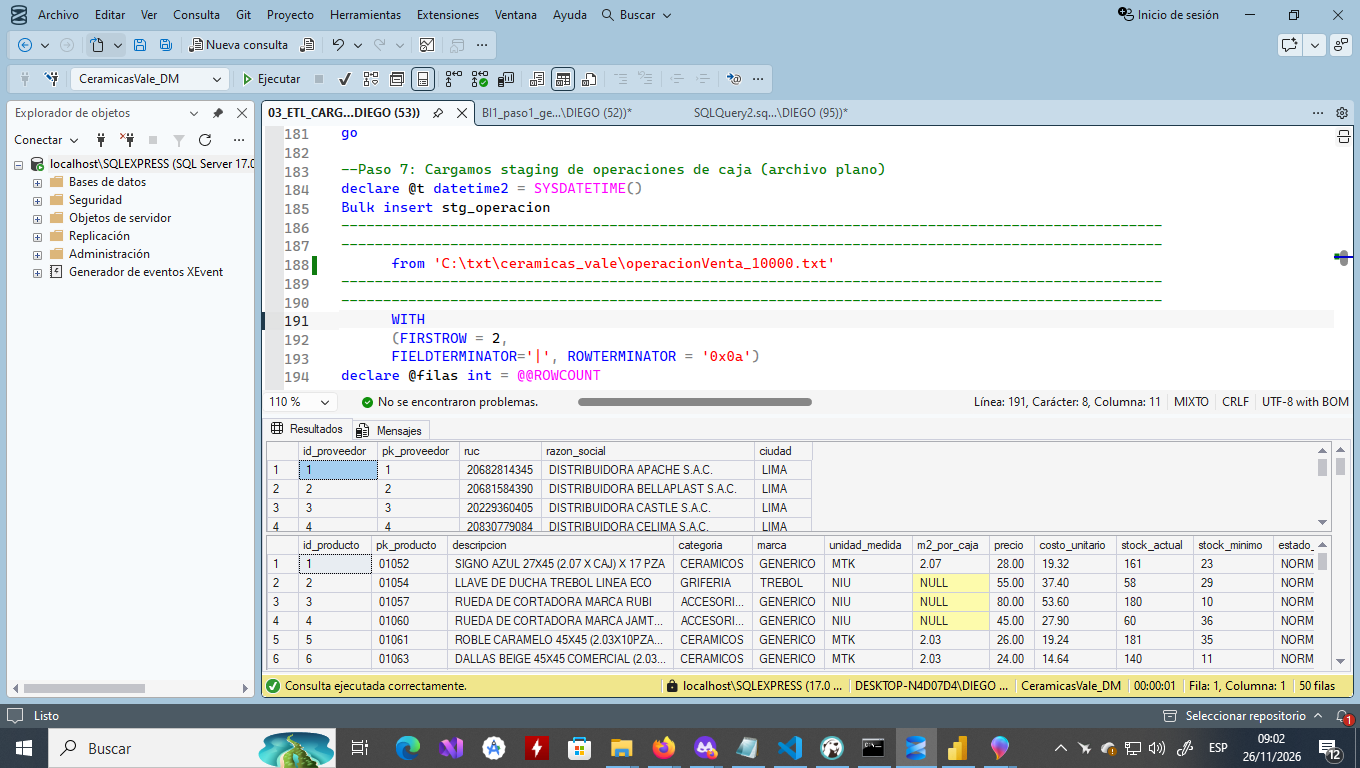 Archivo Editar Ver Consulta Git Proyecto Herramientas Extensiones Ventana Ayuda Buscar Inicio de sesión
Nueva consulta
CeramicasVale_DM Ejecutar
Explorador de objetos
Conectar
localhost\SQLEXPRESS (SQL Server 17.0
Bases de datos
Seguridad
Objetos de servidor
Replicación
Administración
Generador de eventos XEvent
03_ETL_CARG...DIEGO (53)) BI1_paso1_ge...\DIEGO (52))* SQLQuery2.sq...\DIEGO (95))*
181 go
182
183 --Paso 7: Cargamos staging de operaciones de caja (archivo plano)
184 declare @t datetime2 = SYSDATETIME()
185 Bulk insert stg_operacion
186 ---------------------------------------------------------------------------------------------------
187 ---------------------------------------------------------------------------------------------------
188 from 'C:\txt\ceramicas_vale\operacionVenta_10000.txt'
189 ---------------------------------------------------------------------------------------------------
190 ---------------------------------------------------------------------------------------------------
191 WITH
192 (FIRSTROW = 2,
193 FIELDTERMINATOR='|', ROWTERMINATOR = '0x0a')
194 declare @filas int = @@ROWCOUNT
110 % No se encontraron problemas. Línea: 191, Carácter: 8, Columna: 11 MIXTO CRLF UTF-8 with BOM
Resultados Mensajes
id_proveedor pk_proveedor ruc razon_social ciudad
1 1 1 20682814345 DISTRIBUIDORA APACHE S.A.C. LIMA
2 2 2 20681584390 DISTRIBUIDORA BELLAPLAST S.A.C. LIMA
3 3 3 20229360405 DISTRIBUIDORA CASTLE S.A.C. LIMA
4 4 4 20830779084 DISTRIBUIDORA CELIMA S.A.C. LIMA
id_producto pk_producto descripcion categoria marca unidad_medida m2_por_caja precio costo_unitario stock_actual stock_minimo estado_
1 1 01052 SIGNO AZUL 27X45 (2.07 X CAJ) X 17 PZA CERAMICOS GENERICO MTK 2.07 28.00 19.32 161 23 NORM
2 2 01054 LLAVE DE DUCHA TREBOL LINEA ECO GRIFERIA TREBOL NIU NULL 55.00 37.40 58 29 NORM
3 3 01057 RUEDA DE CORTADORA MARCA RUBI ACCESORI... GENERICO NIU NULL 80.00 53.60 180 10 NORM
4 4 01060 RUEDA DE CORTADORA MARCA JAMT... ACCESORI... GENERICO NIU NULL 45.00 27.90 60 36 NORM
5 5 01061 ROBLE CARAMELO 45X45 (2.03X10PZA... CERAMICOS GENERICO MTK 2.03 26.00 19.24 181 35 NORM
6 6 01063 DALLAS BEIGE 45X45 COMERCIAL (2.03... CERAMICOS GENERICO MTK 2.03 24.00 14.64 140 11 NORM
Consulta ejecutada correctamente. localhost\SQLEXPRESS (17.0 ... DESKTOP-N4D07D4\DIEGO ... CeramicasVale_DM 00:00:01 Fila: 1, Columna: 1 50 filas
Listo Seleccionar repositorio 1
Buscar ESP 09:02
26/11/2026 12